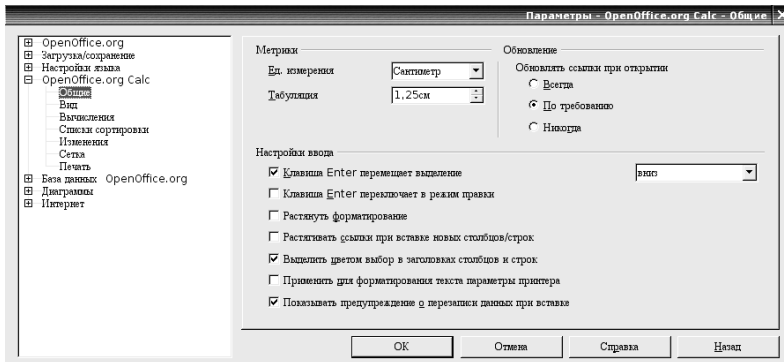 Параметры - OpenOffice.org Calc - Общие
OpenOffice.org
Загрузка/сохранение
Настройки языка
OpenOffice.org Calc
Общие
Вид
Вычисления
Списки сортировки
Изменения
Сетка
Печать
База данных OpenOffice.org
Диаграммы
Интернет
Метрики
Ед. измерения
Сантиметр
Табуляция
1,25см
Обновление
Обновлять ссылки при открытии
Всегда
По требованию
Никогда
Настройки ввода
Клавиша Enter перемещает выделение
вниз
Клавиша Enter переключает в режим правки
Растянуть форматирование
Растягивать ссылки при вставке новых столбцов/строк
Выделить цветом выбор в заголовках столбцов и строк
Применить для форматирования текста параметры принтера
Показывать предупреждение о перезаписи данных при вставке
OK
Отмена
Справка
Назад